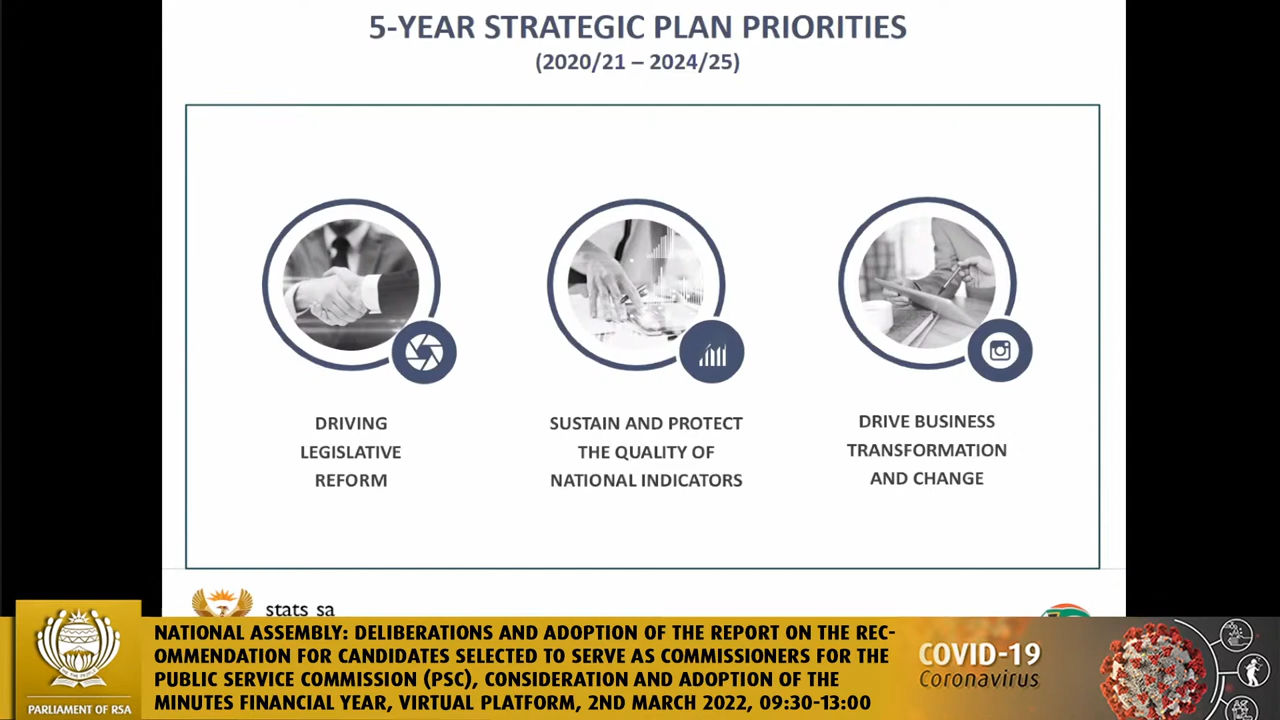 5-YEAR STRATEGIC PLAN PRIORITIES
(2020/21 – 2024/25)
DRIVING
LEGISLATIVE
REFORM
SUSTAIN AND PROTECT
THE QUALITY OF
NATIONAL INDICATORS
DRIVE BUSINESS
TRANSFORMATION
AND CHANGE
stats sa
NATIONAL ASSEMBLY: DELIBERATIONS AND ADOPTION OF THE REPORT ON THE REC-
OMMENDATION FOR CANDIDATES SELECTED TO SERVE AS COMMISSIONERS FOR THE
PUBLIC SERVICE COMMISSION (PSC), CONSIDERATION AND ADOPTION OF THE
MINUTES FINANCIAL YEAR, VIRTUAL PLATFORM, 2ND MARCH 2022, 09:30-13:00
PARLIAMENT OF RSA
COVID-19
Coronavirus